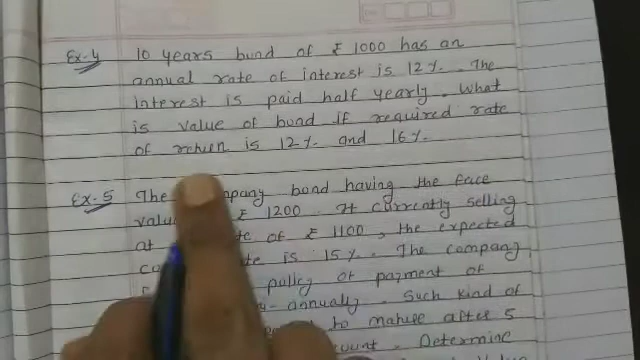 Ex-4 10 years bond of ₹ 1000 has an
annual rate of interest is 12%. The
interest is paid half yearly. What
is value of bond if required rate
of return is 12% and 16%.
Ex-5 The bond having the face
₹ 1200. It currently selling
at of ₹ 1100, the expected
is 15%. The company
policy of payment of
annually. Such kind of
to mature after 5
Determine